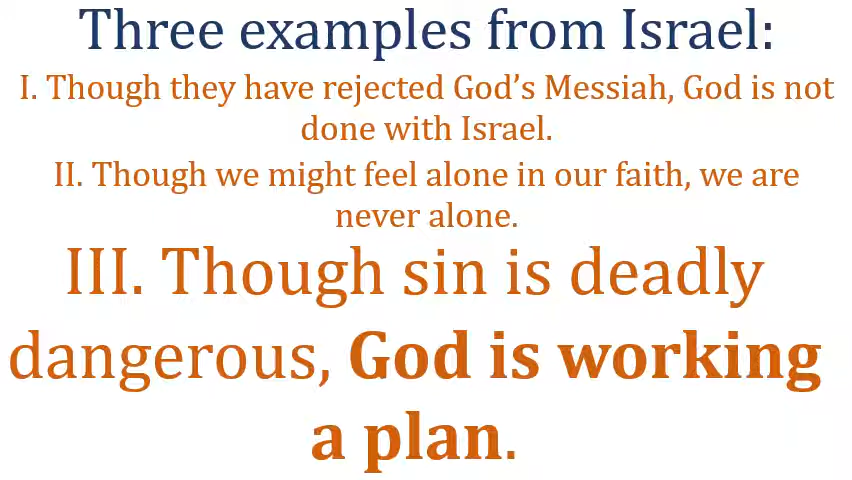 Three examples from Israel:
I. Though they have rejected God’s Messiah, God is not
done with Israel.
II. Though we might feel alone in our faith, we are
never alone.
III. Though sin is deadly
dangerous, God is working
a plan.